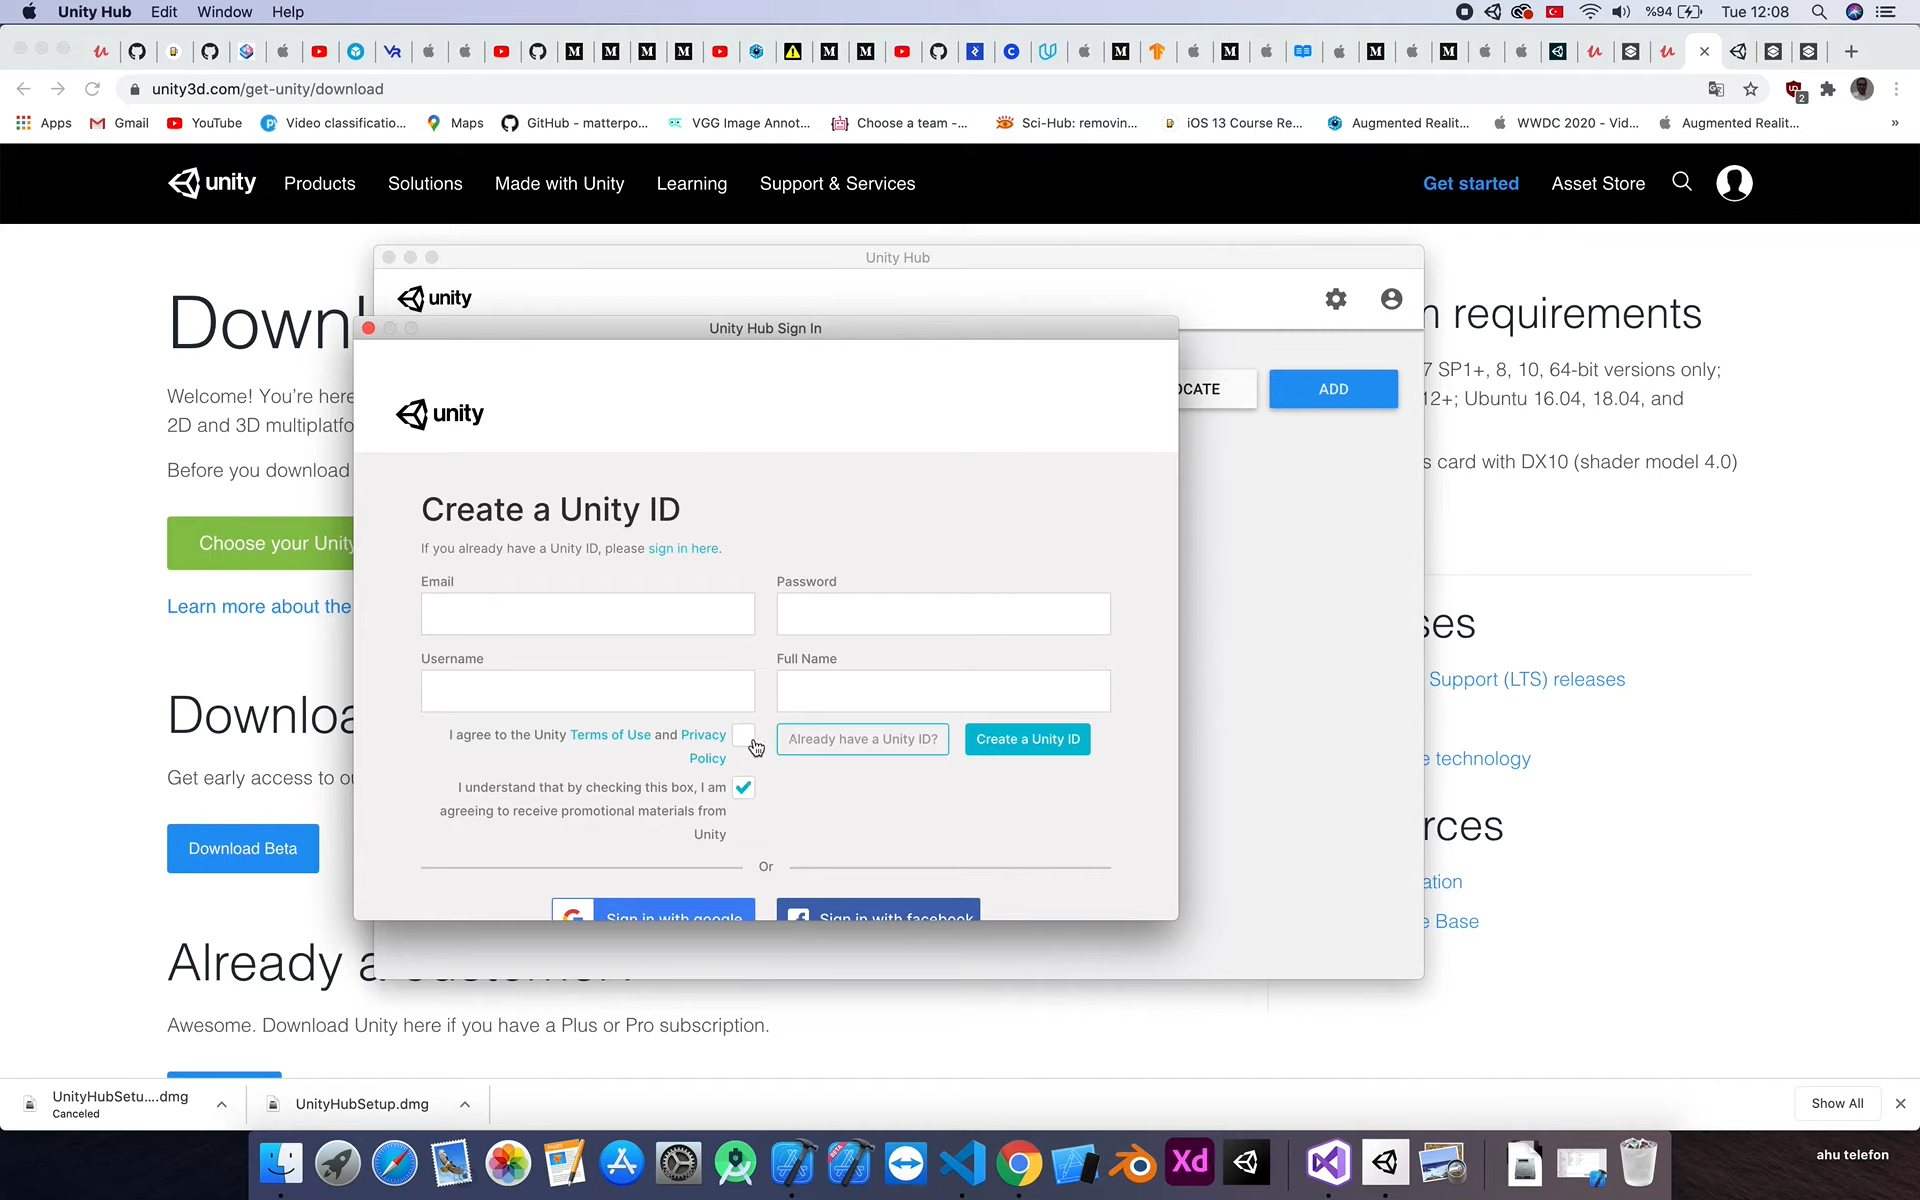 Unity Hub Edit Window Help %94 Tue 12:08
unity3d.com/get-unity/download 2
Apps Gmail YouTube Video classificatio... Maps GitHub - matterpo... VGG Image Annot... Choose a team -... Sci-Hub: removin... iOS 13 Course Re... Augmented Realit... WWDC 2020 - Vid... Augmented Realit... »
unity Products Solutions Made with Unity Learning Support & Services Get started Asset Store
Unity Hub
unity
Unity Hub Sign In
ADD
unity
Create a Unity ID
If you already have a Unity ID, please sign in here.
Email Password
Username Full Name
I agree to the Unity Terms of Use and Privacy
Policy
Already have a Unity ID? Create a Unity ID
I understand that by checking this box, I am
agreeing to receive promotional materials from
Unity
Or
Sign in with google Sign in with facebook
Welcome! You're here
2D and 3D
Before you download
Choose your Unity
Learn more about the
Get early access to
Download Beta
Already
Awesome. Download Unity here if you have a Plus or Pro subscription.
requirements
7 SP1+, 8, 10, 64-bit versions only;
12+; Ubuntu 16.04, 18.04, and
card with DX10 (shader model 4.0)
Support (LTS) releases
technology
Base
UnityHubSetu....dmg
Canceled
UnityHubSetup.dmg
Show All
Xd
ahu telefon